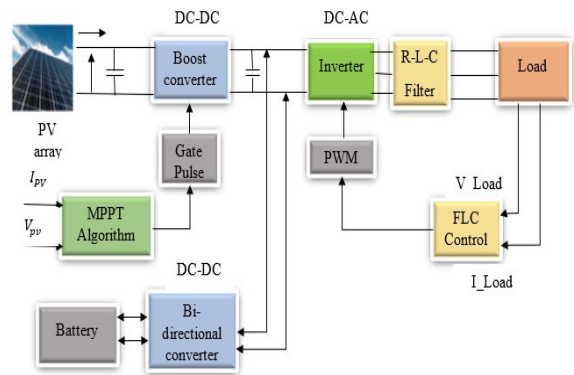 DC-DC
DC-AC
Boost
converter
Inverter
R-L-C
Filter
Load
PV
array
Gate
Pulse
PWM
I_pv
V_pv
MPPT
Algorithm
V_Load
FLC
Control
I_Load
DC-DC
Battery
Bi-
directional
converter